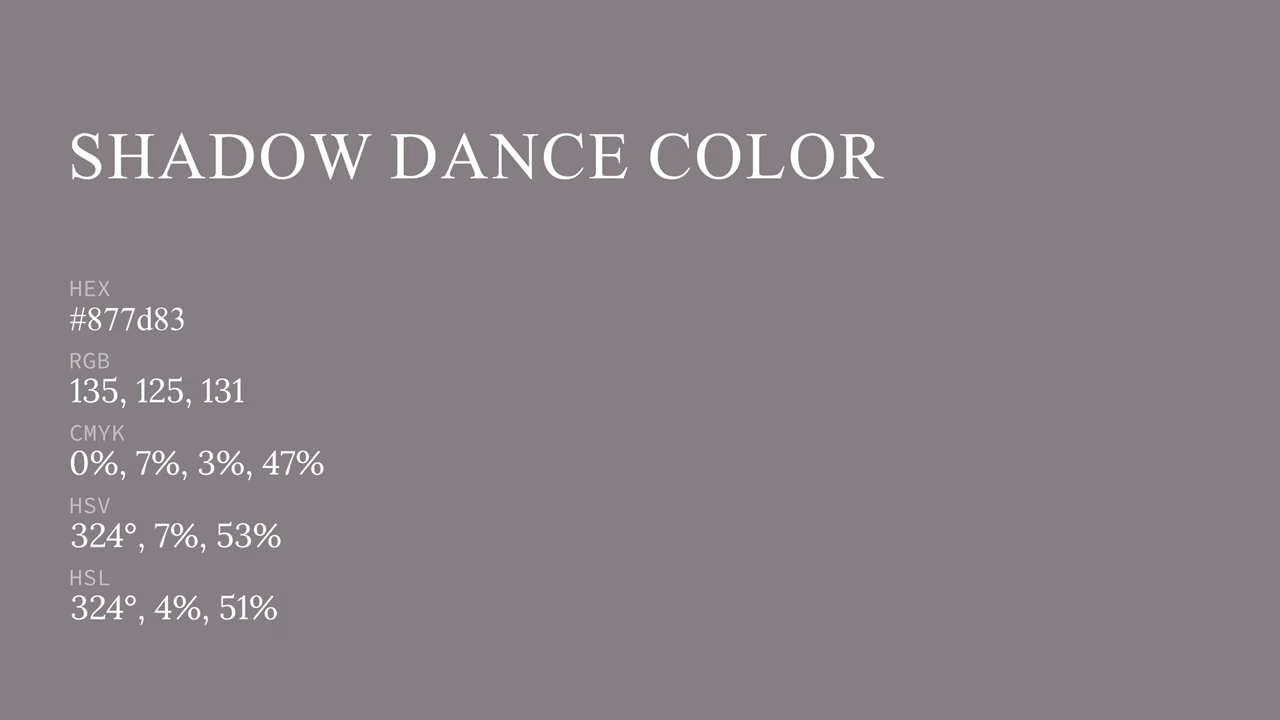 SHADOW DANCE COLOR
HEX
#877d83
RGB
135, 125, 131
CMYK
0%, 7%, 3%, 47%
HSV
324°, 7%, 53%
HSL
324°, 4%, 51%